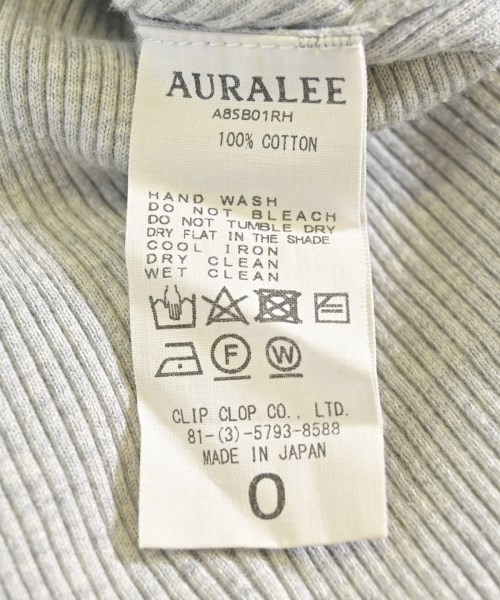 AURALEE
A8SB01RH
100% COTTON
HAND WASH
DO NOT BLEACH
DO NOT TUMBLE DRY
DRY FLAT IN THE SHADE
COOL IRON
DRY CLEAN
WET CLEAN
F W
CLIP CLOP CO., LTD.
81-(3)-5793-8588
MADE IN JAPAN
0